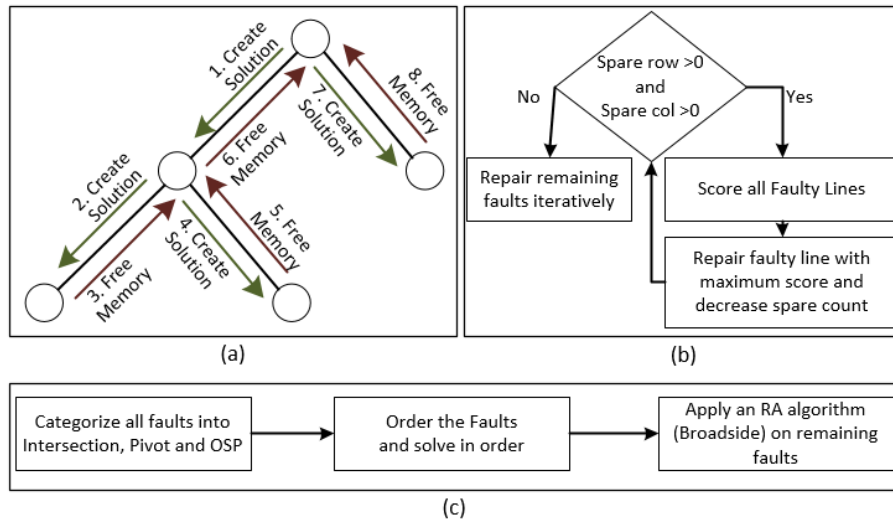 1. Create
Solution
2. Create
Solution
3. Free
Memory
4. Create
Solution
5. Free
Memory
6. Free
Memory
7. Create
Solution
8. Free
Memory
(a)
Spare row >0
and
Spare col >0
No
Yes
Repair remaining
faults iteratively
Score all Faulty Lines
Repair faulty line with
maximum score and
decrease spare count
(b)
Categorize all faults into
Intersection, Pivot and OSP
Order the Faults
and solve in order
Apply an RA algorithm
(Broadside) on remaining
faults
(c)